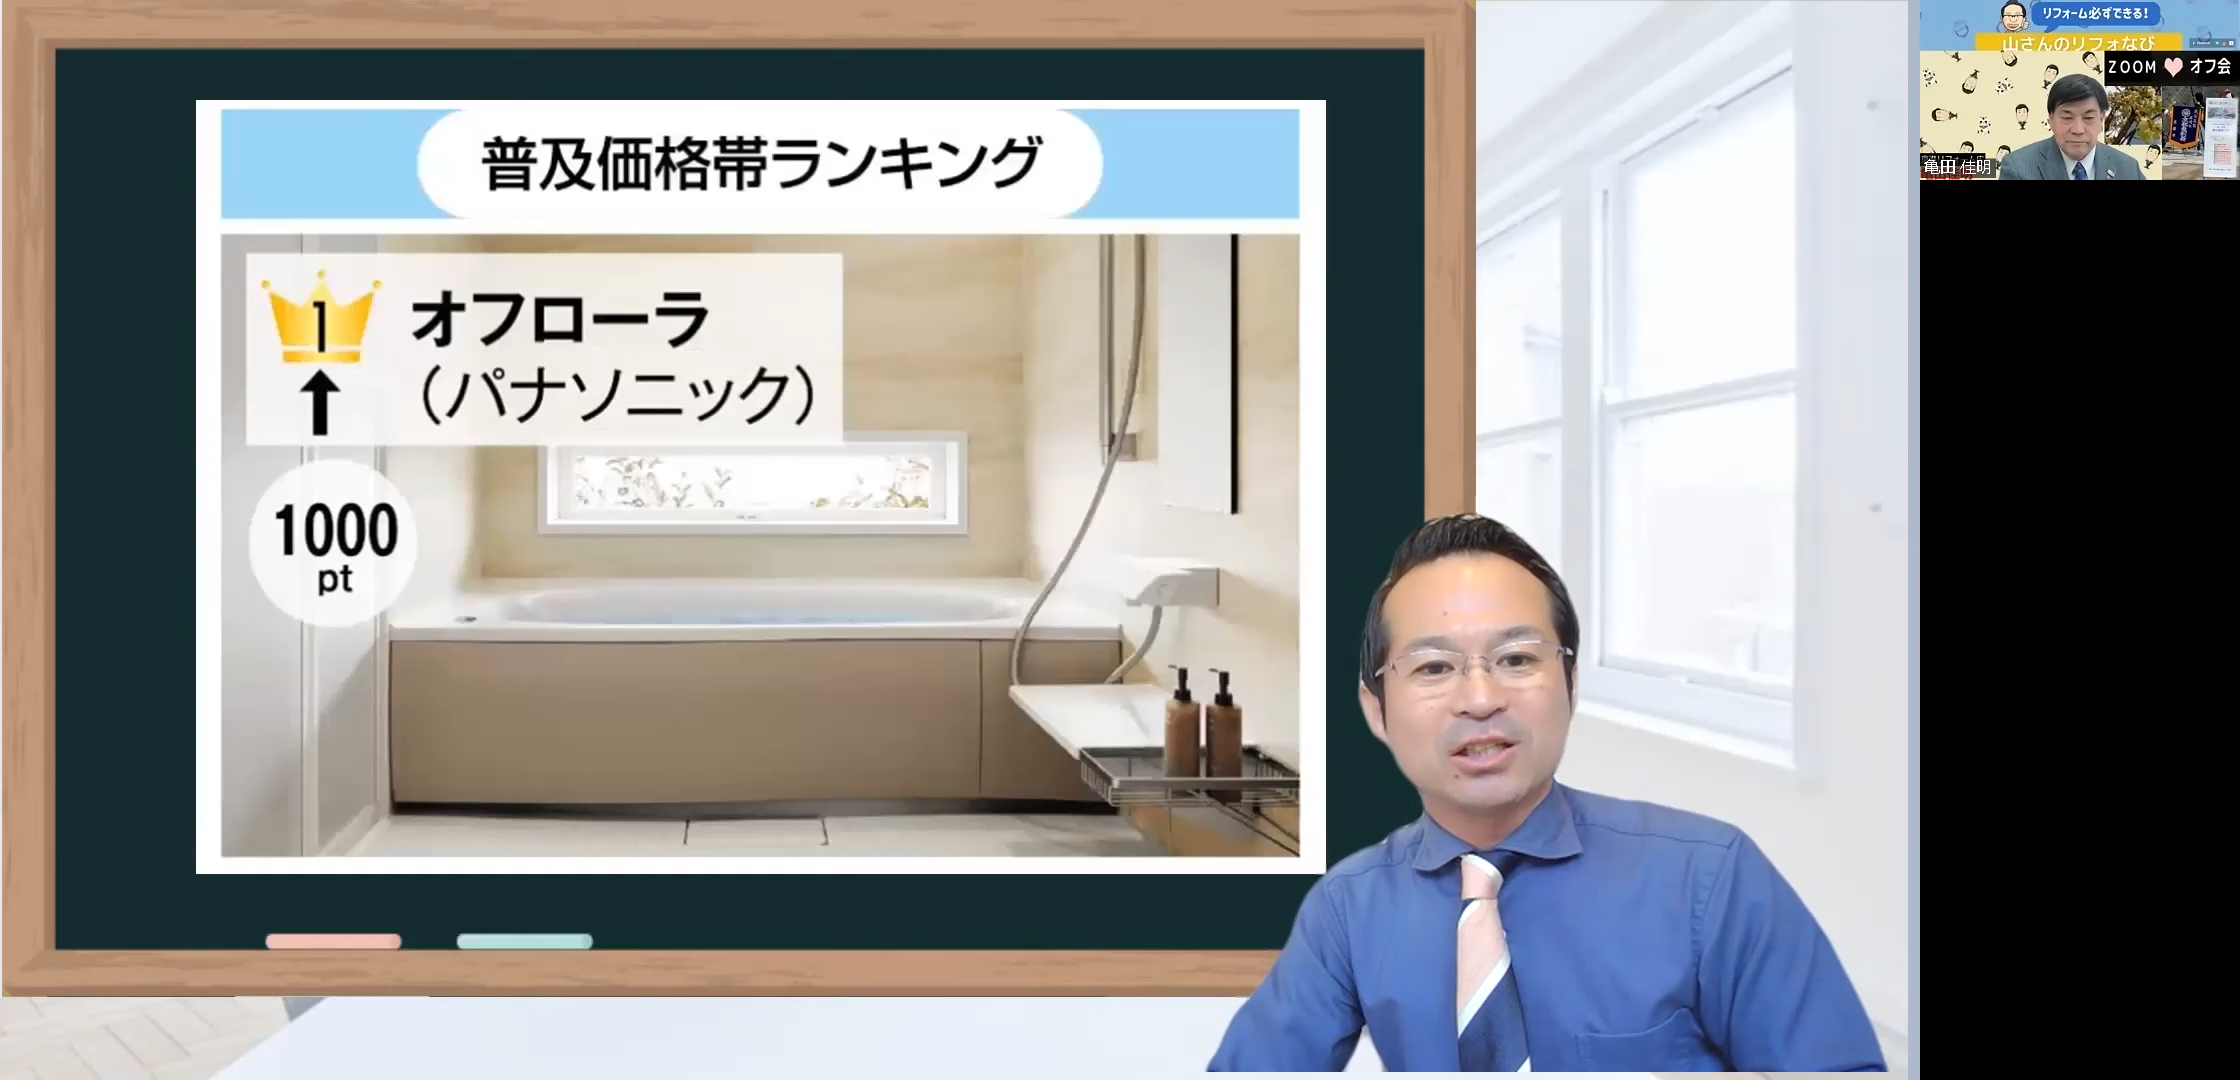 普及価格帯ランキング
1
オフローラ
(パナソニック)
1000
pt
リフォーム必ずできる!
山さんのリフォなび
ZOOM オフ会
亀田 佳明